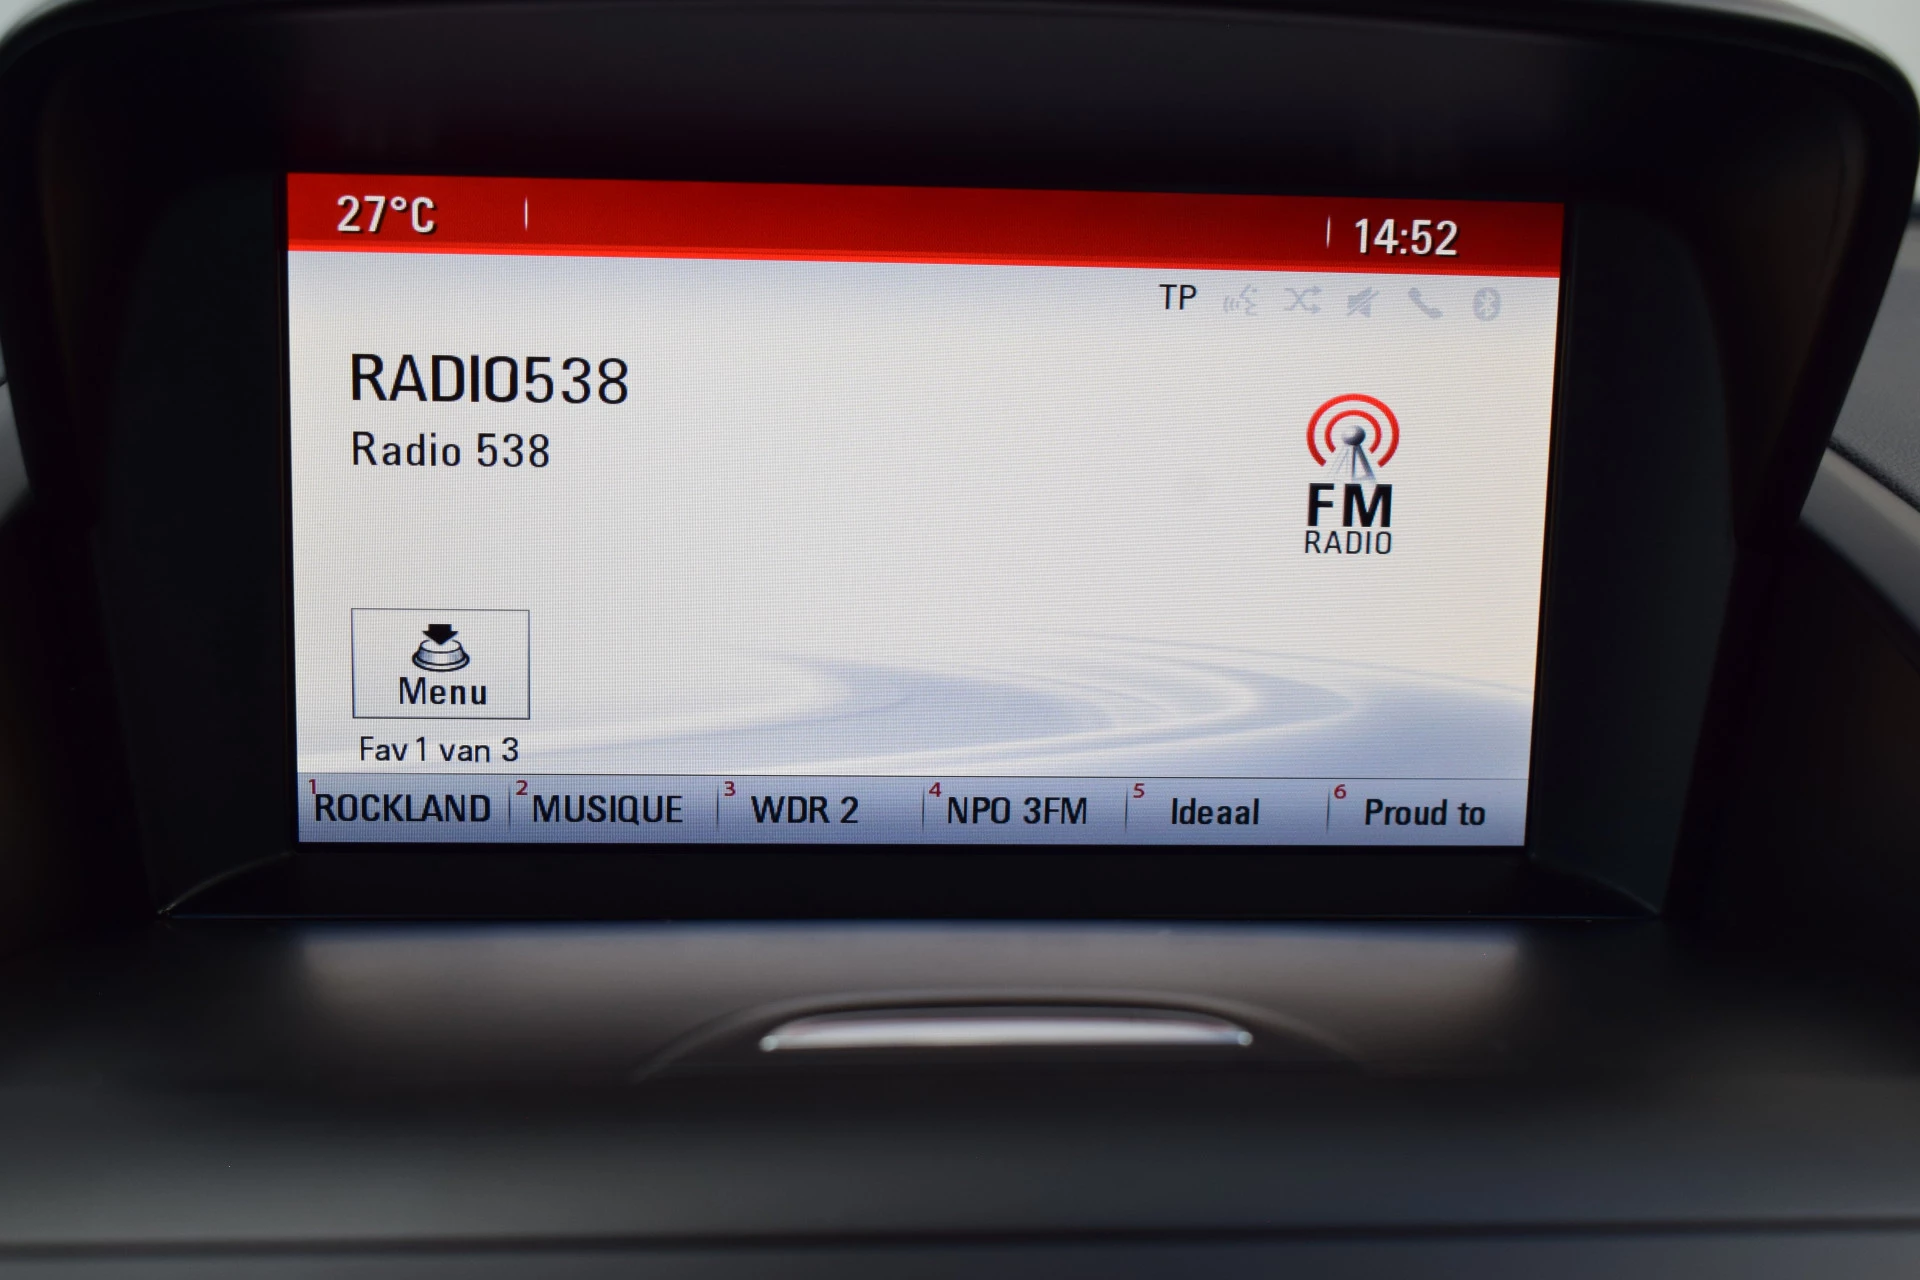 27°C 14:52
TP
RADIO538
Radio 538
FM
RADIO
Menu
Fav 1 van 3
1 ROCKLAND 2 MUSIQUE 3 WDR 2 4 NPO 3FM 5 Ideaal 6 Proud to